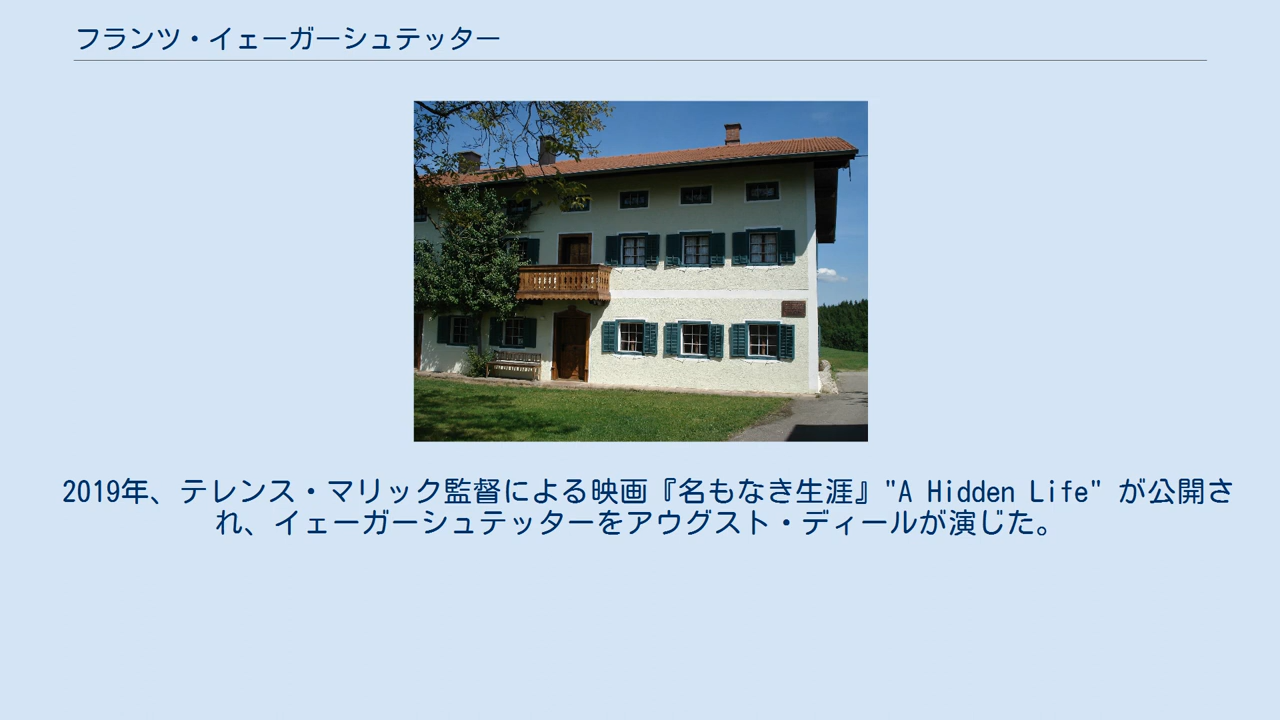 フランツ・イェーガーシュテッター
2019年、テレンス・マリック監督による映画『名もなき生涯』"A Hidden Life" が公開さ
れ、イェーガーシュテッターをアウグスト・ディールが演じた。